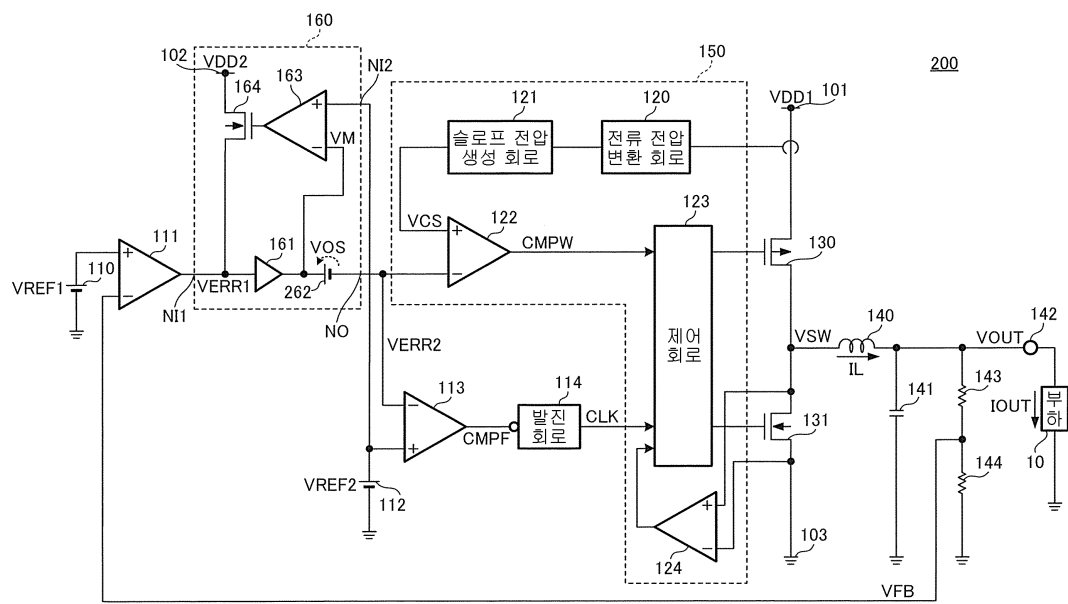 160
150
200
102
VDD2
NI2
164
163
VM
121
120
VDD1
101
슬로프 전압
생성 회로
전류 전압
변환 회로
123
VCS
122
CMPW
130
111
161
VOS
110
VREF1
VERR1
262
NI1
NO
제어
회로
VSW
140
VOUT
142
IL
VERR2
113
114
141
143
IOUT
부
하
발진
회로
CLK
CMPF
131
10
VREF2
112
144
124
103
VFB